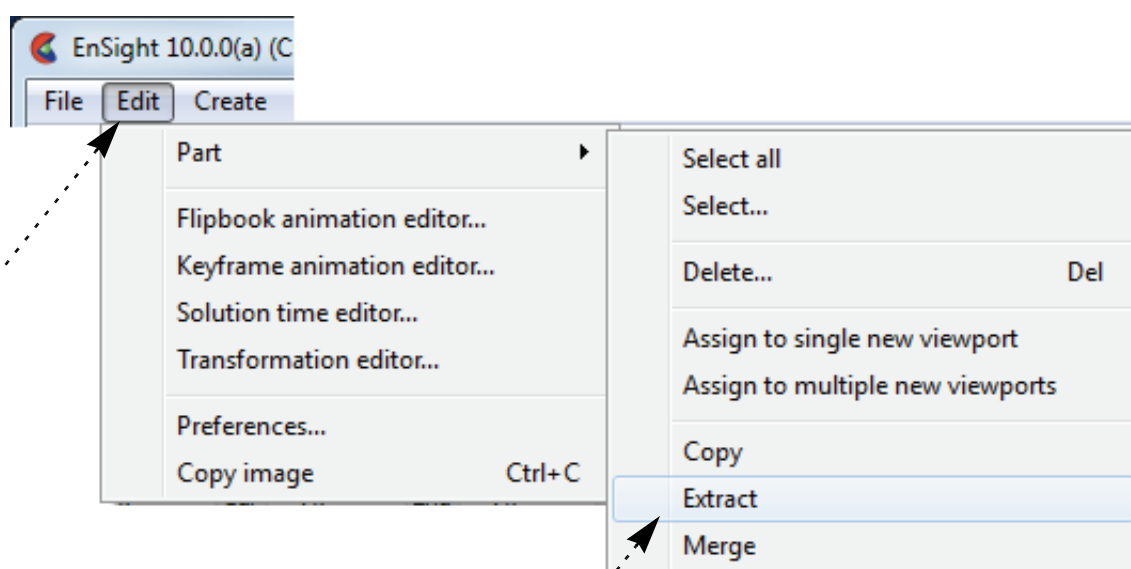 EnSight 10.0.0(a) (C
File Edit Create
Part
Flipbook animation editor...
Keyframe animation editor...
Solution time editor...
Transformation editor...
Preferences...
Copy image Ctrl+C
Select all
Select...
Delete... Del
Assign to single new viewport
Assign to multiple new viewports
Copy
Extract
Merge